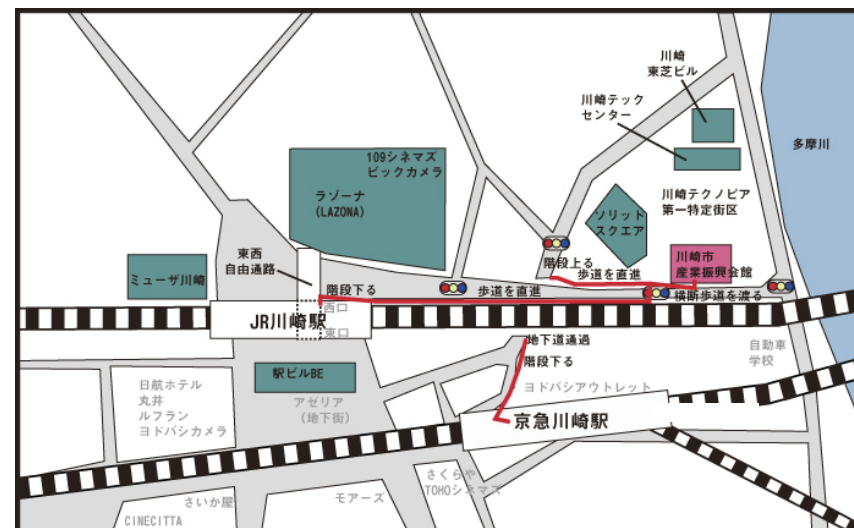 川崎
東芝ビル
川崎テック
センター
多摩川
109シネマズ
ビックカメラ
ラゾーナ
(LAZONA)
川崎テクノピア
第一特定街区
ソリット
スクエア
東西
自由通路
ミューザ川崎
階段上る
川崎市
産業振興会館
歩道を直進
階段下る
歩道を直進
横断歩道を渡る
西口
JR川崎駅
東口
地下道通過
自動車
学校
階段下る
駅ビルBE
日航ホテル
丸井
ルフラン
ヨドバシカメラ
ヨドバシアウトレット
アゼリア
(地下街)
京急川崎駅
さくらや
TOHOシネマズ
さいか屋
モアーズ
CINECITTA